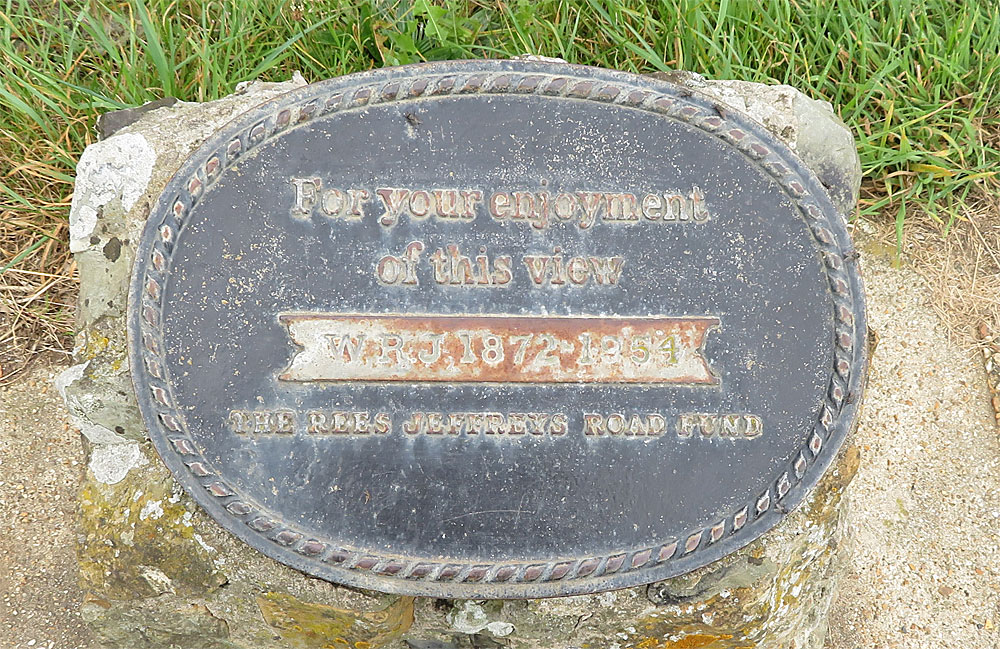 For your enjoyment
of this view
W.R.J. 1872-1954
THE REES JEFFREYS ROAD FUND